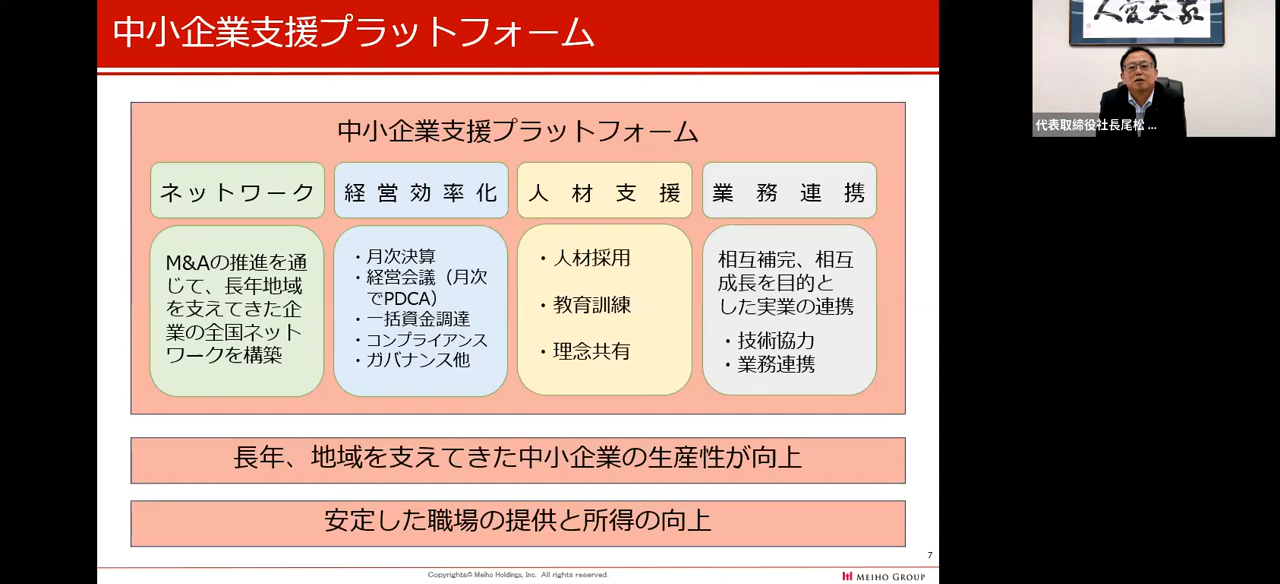 中小企業支援プラットフォーム
中小企業支援プラットフォーム
ネットワーク
経営効率化
人材支援
業務連携
M&Aの推進を通
じて、長年地域
を支えてきた企
業の全国ネット
ワークを構築
・月次決算
・経営会議（月次
でPDCA）
・一括資金調達
・コンプライアンス
・ガバナンス他
・人材採用
・教育訓練
・理念共有
相互補完、相互
成長を目的と
した実業の連携
・技術協力
・業務連携
長年、地域を支えてきた中小企業の生産性が向上
安定した職場の提供と所得の向上
7
Copyrights© Meiho Holdings, Inc. All rights reserved.
MEIHO GROUP
代表取締役社長尾松 ...